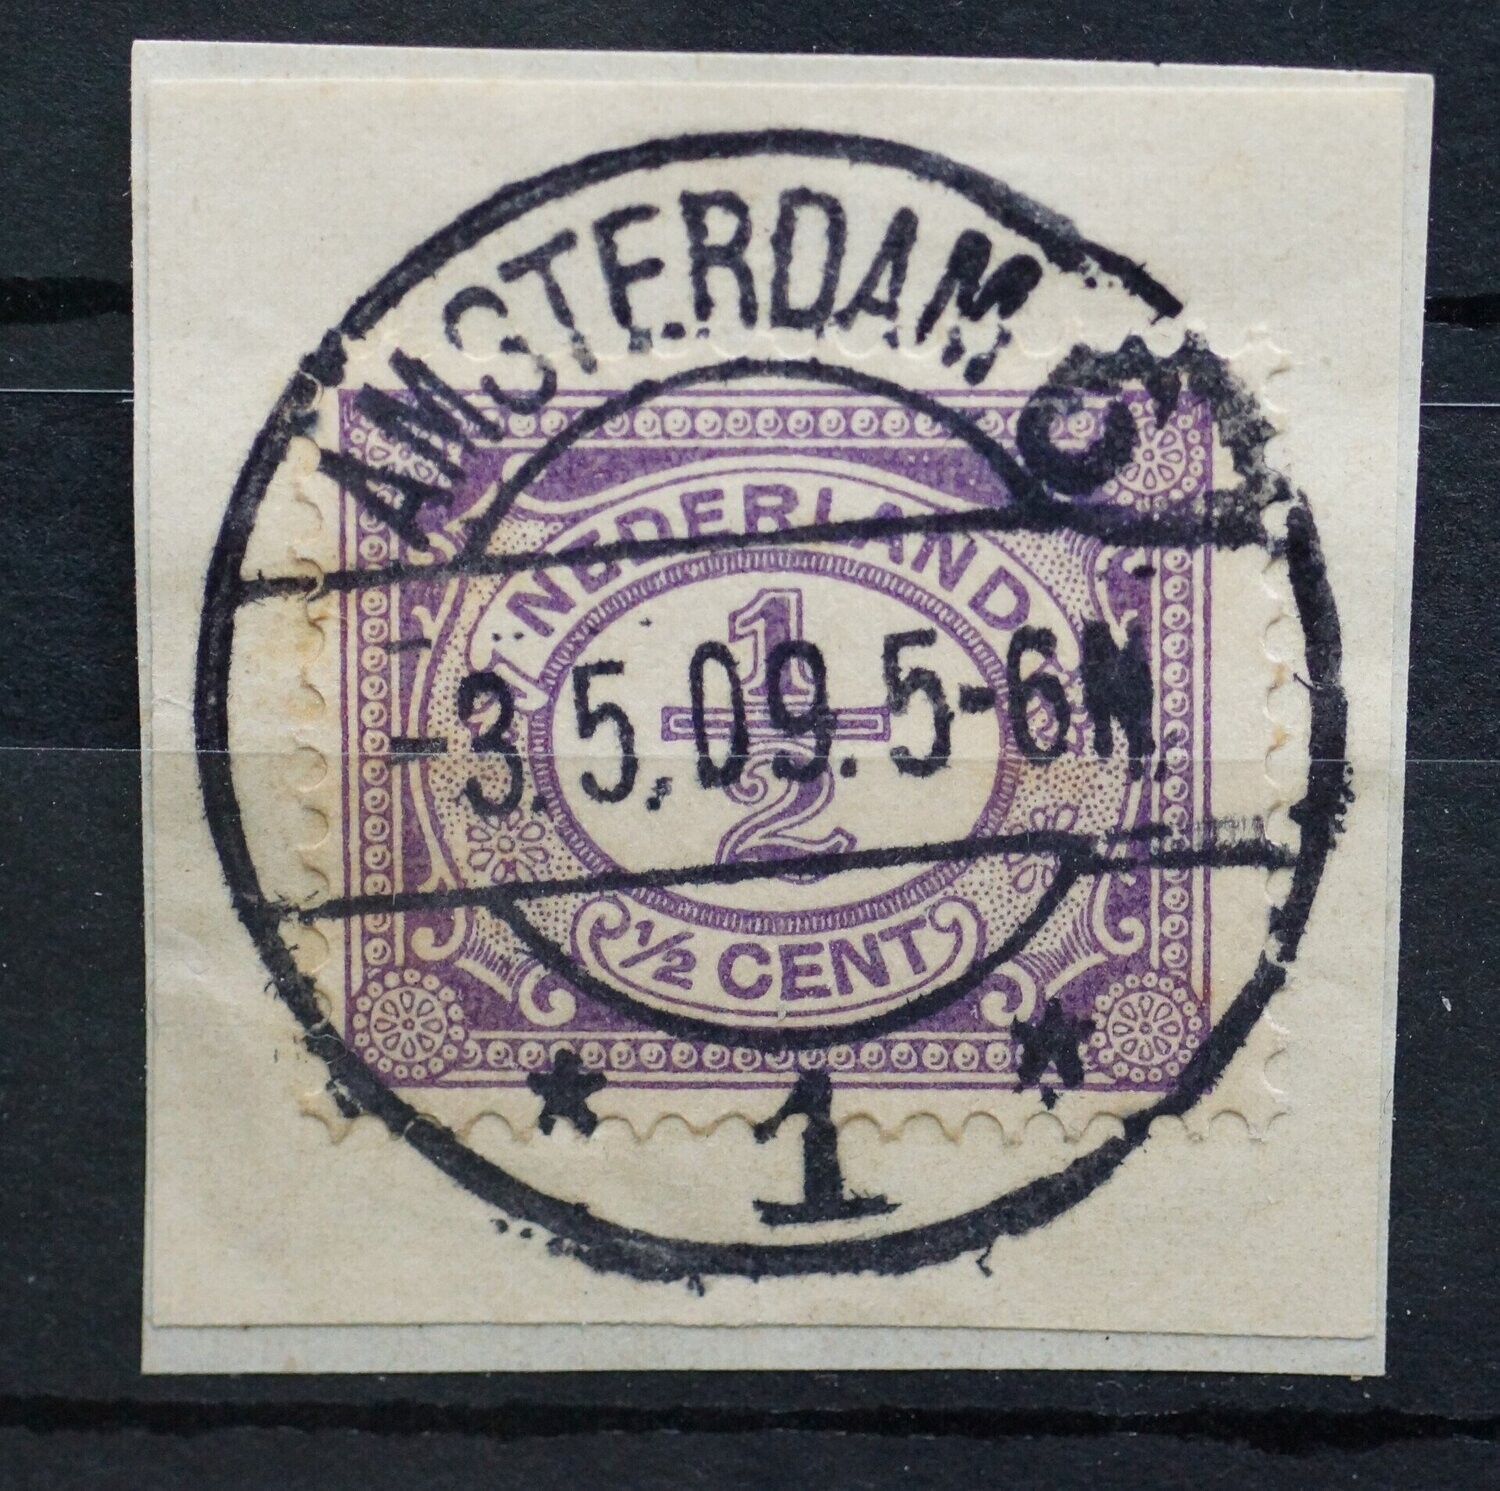 AMSTERDAM C.
NEDERLAND
1/2
-3.5.09.5-6N
½ CENT
* 1 *